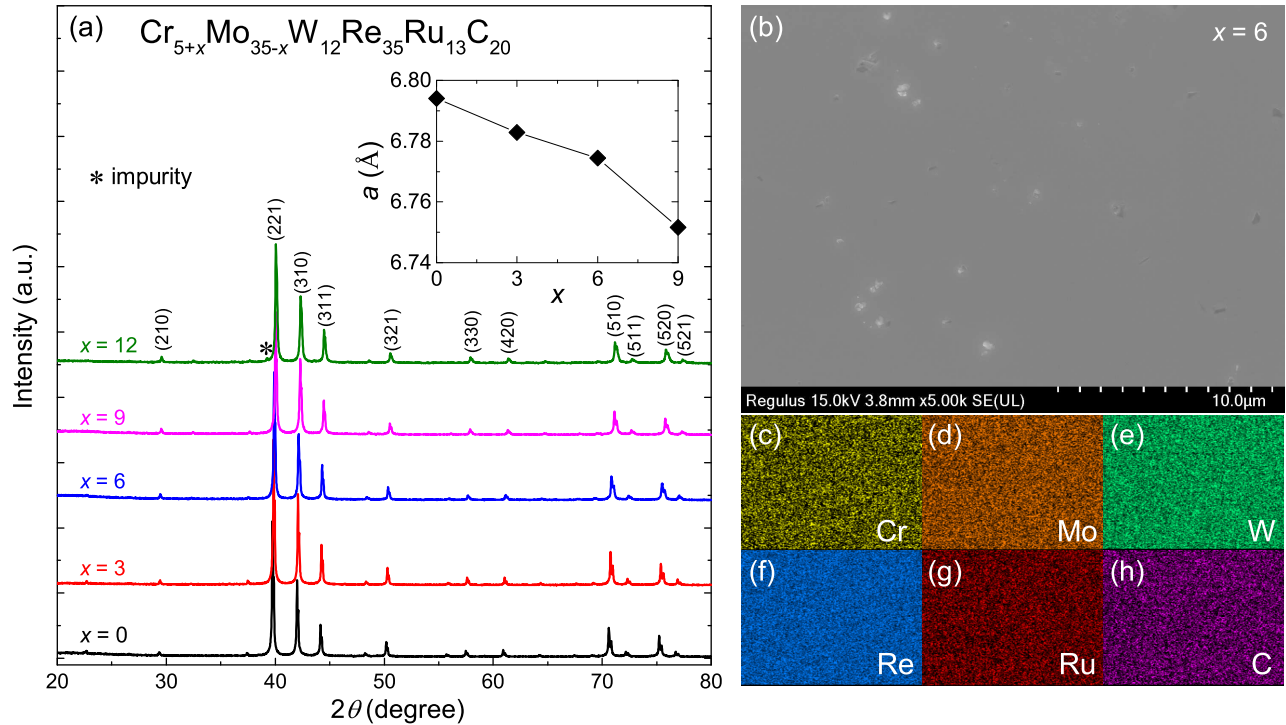 (a)
Cr5+xMo35-xW12Re35Ru13C20
* impurity
Intensity (a.u.)
2θ (degree)
20 30 40 50 60 70 80
x = 12
x = 9
x = 6
x = 3
x = 0
(210)
*
(221)
(310)
(311)
(321)
(330)
(420)
(510)
(511)
(520)
(521)
6.80
6.78
6.76
6.74
a (Å)
0 3 6 9
x
(b)
x = 6
Regulus 15.0kV 3.8mm x5.00k SE(UL) 10.0μm
(c)
Cr
(d)
Mo
(e)
W
(f)
Re
(g)
Ru
(h)
C